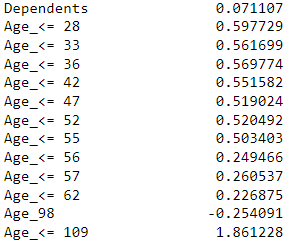 Dependents 0.071107
Age_<= 28 0.597729
Age_<= 33 0.561699
Age_<= 36 0.569774
Age_<= 42 0.551582
Age_<= 47 0.519024
Age_<= 52 0.520492
Age_<= 55 0.503403
Age_<= 56 0.249466
Age_<= 57 0.260537
Age_<= 62 0.226875
Age_98 -0.254091
Age_<= 109 1.861228